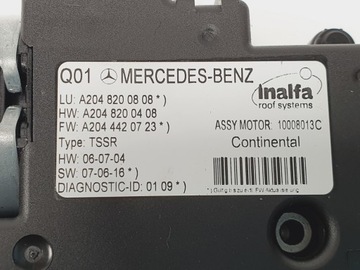 Q01 MERCEDES-BENZ
Inalfa
roof systems
LU: A204 820 08 08 * )
HW: A204 820 04 08
FW: A204 442 07 23 * )
ASSY MOTOR: 10008013C
Type: TSSR
Continental
HW: 06-07-04
SW: 07-06-16 * )
DIAGNOSTIC-ID: 01 09 * )